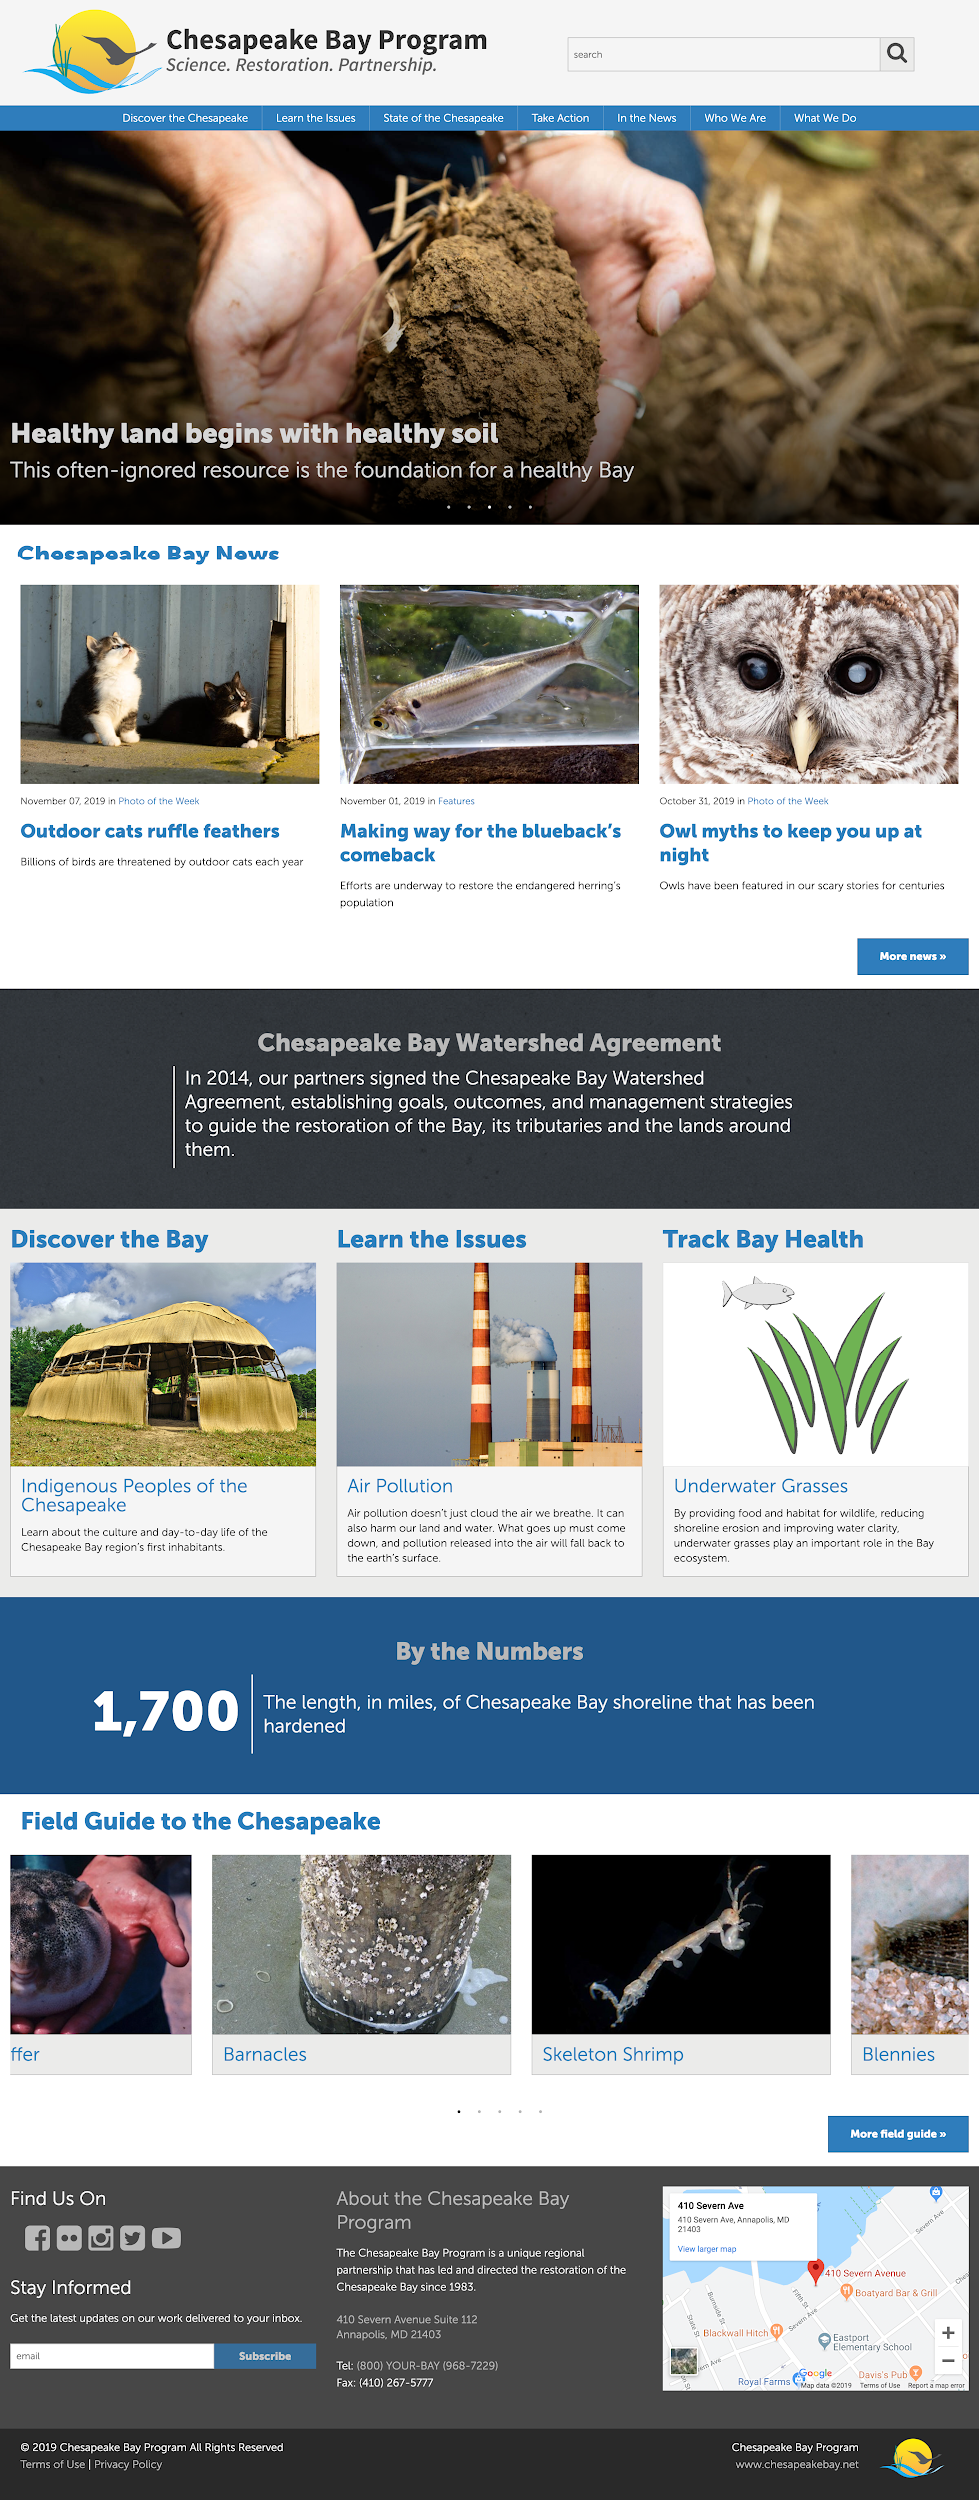 Chesapeake Bay Program
Science. Restoration. Partnership.
search
Discover the Chesapeake
Learn the Issues
State of the Chesapeake
Take Action
In the News
Who We Are
What We Do
Healthy land begins with healthy soil
This often-ignored resource is the foundation for a healthy Bay
Chesapeake Bay News
November 07, 2019 in Photo of the Week
Outdoor cats ruffle feathers
Billions of birds are threatened by outdoor cats each year
November 01, 2019 in Features
Making way for the blueback's
comeback
Efforts are underway to restore the endangered herring's
population
October 31, 2019 in Photo of the Week
Owl myths to keep you up at
night
Owls have been featured in our scary stories for centuries
More news »
Chesapeake Bay Watershed Agreement
In 2014, our partners signed the Chesapeake Bay Watershed
Agreement, establishing goals, outcomes, and management strategies
to guide the restoration of the Bay, its tributaries and the lands around
them.
Discover the Bay
Indigenous Peoples of the
Chesapeake
Learn about the culture and day-to-day life of the
Chesapeake Bay region's first inhabitants.
Learn the Issues
Air Pollution
Air pollution doesn't just cloud the air we breathe. It can
also harm our land and water. What goes up must come
down, and pollution released into the air will fall back to
the earth's surface.
Track Bay Health
Underwater Grasses
By providing food and habitat for wildlife, reducing
shoreline erosion and improving water clarity,
underwater grasses play an important role in the Bay
ecosystem.
By the Numbers
1,700
The length, in miles, of Chesapeake Bay shoreline that has been
hardened
Field Guide to the Chesapeake
ffer
Barnacles
Skeleton Shrimp
Blennies
More field guide »
Find Us On
Stay Informed
Get the latest updates on our work delivered to your inbox.
email
Subscribe
About the Chesapeake Bay
Program
The Chesapeake Bay Program is a unique regional
partnership that has led and directed the restoration of the
Chesapeake Bay since 1983.
410 Severn Avenue Suite 112
Annapolis, MD 21403
Tel: (800) YOUR-BAY (968-7229)
Fax: (410) 267-5777
410 Severn Ave
410 Severn Ave, Annapolis, MD
21403
View larger map
Severn Ave
410 Severn Avenue
Boatyard Bar & Grill
Burnside St
Fifth St
State St
Severn Ave
Blackwall Hitch
Eastport
Elementary School
Davis's Pub
Royal Farms
Google
Map data ©2019
Terms of Use
Report a map error
© 2019 Chesapeake Bay Program All Rights Reserved
Terms of Use | Privacy Policy
Chesapeake Bay Program
www.chesapeakebay.net